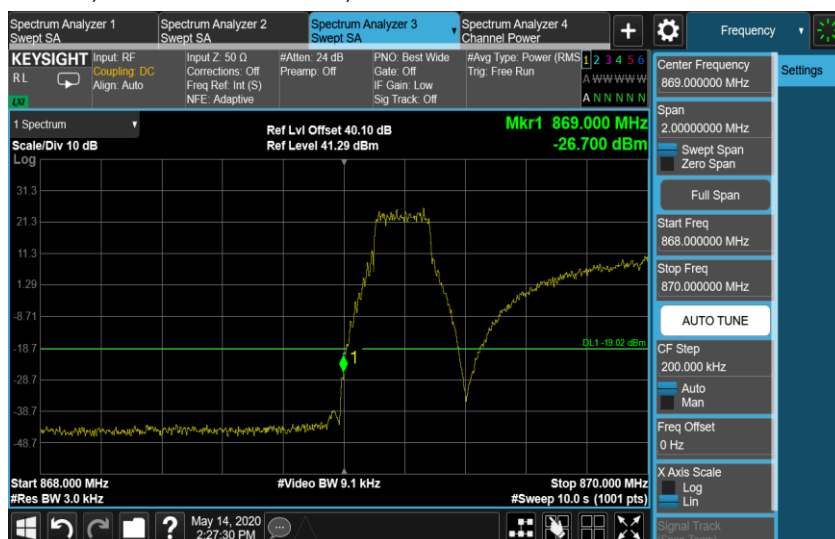 Spectrum Analyzer 1
Swept SA
Spectrum Analyzer 2
Swept SA
Spectrum Analyzer 3
Swept SA
Spectrum Analyzer 4
Channel Power
+
Frequency
KEYSIGHT
RL
LXI
Input: RF
Coupling: DC
Align: Auto
Input Z: 50 Ω
Corrections: Off
Freq Ref: Int (S)
NFE: Adaptive
#Atten: 24 dB
Preamp: Off
PNO: Best Wide
Gate: Off
IF Gain: Low
Sig Track: Off
#Avg Type: Power (RMS
Trig: Free Run
1 2 3 4 5 6
A W W W W W
A N N N N N
1 Spectrum
Scale/Div 10 dB
Log
Ref Lvl Offset 40.10 dB
Ref Level 41.29 dBm
Mkr1 869.000 MHz
-26.700 dBm
31.3
21.3
11.3
1.29
-8.71
-18.7
-28.7
-38.7
-48.7
DL1 -19.02 dBm
1
Start 868.000 MHz
#Res BW 3.0 kHz
#Video BW 9.1 kHz
Stop 870.000 MHz
#Sweep 10.0 s (1001 pts)
May 14, 2020
2:27:30 PM
?
Center Frequency
869.000000 MHz
Settings
Span
2.00000000 MHz
Swept Span
Zero Span
Full Span
Start Freq
868.000000 MHz
Stop Freq
870.000000 MHz
AUTO TUNE
CF Step
200.000 kHz
Auto
Man
Freq Offset
0 Hz
X Axis Scale
Log
Lin
Signal Track